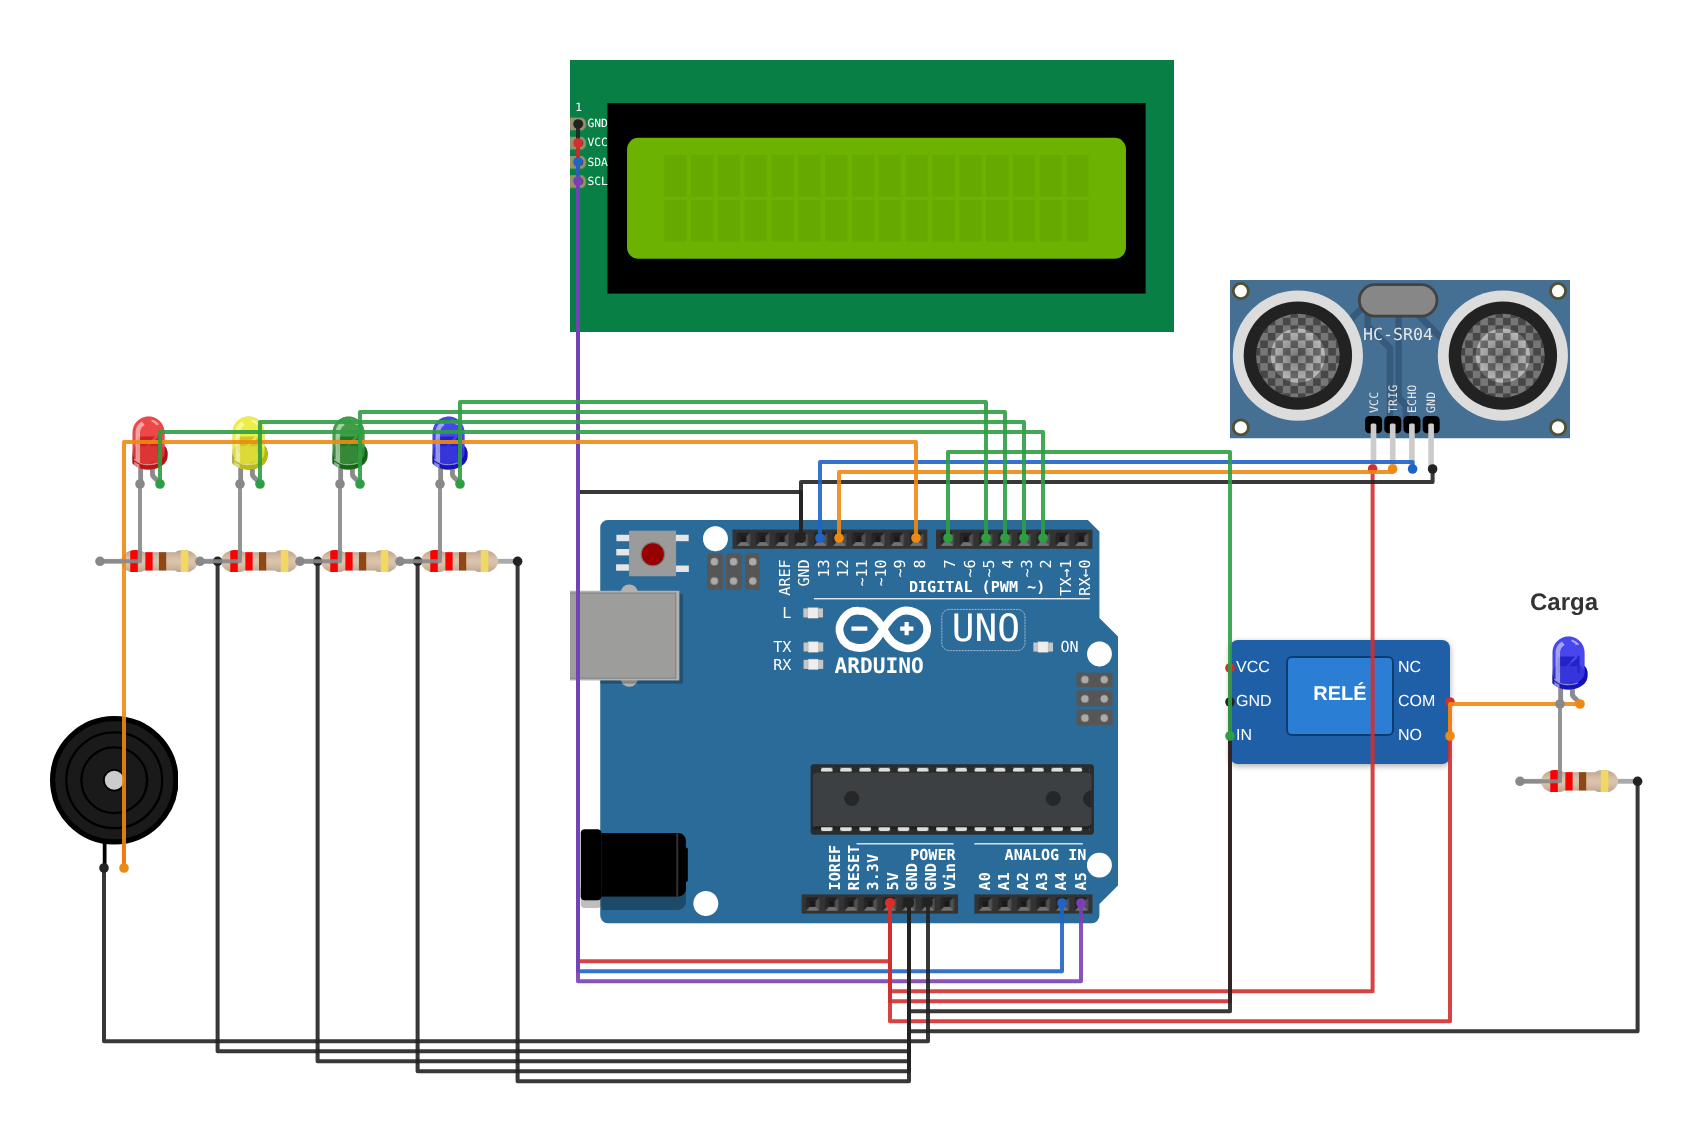 1
GND
VCC
SDA
SCL
HC-SR04
VCC
TRIG
ECHO
GND
AREF
GND
13
12
~11
~10
~9
8
7
~6
~5
4
~3
2
TX→1
RX←0
DIGITAL (PWM ~)
L
TX
RX
ARDUINO
UNO
ON
Carga
VCC
GND
IN
RELÉ
NC
COM
NO
POWER
ANALOG IN
IOREF
RESET
3.3V
5V
GND
GND
Vin
A0
A1
A2
A3
A4
A5